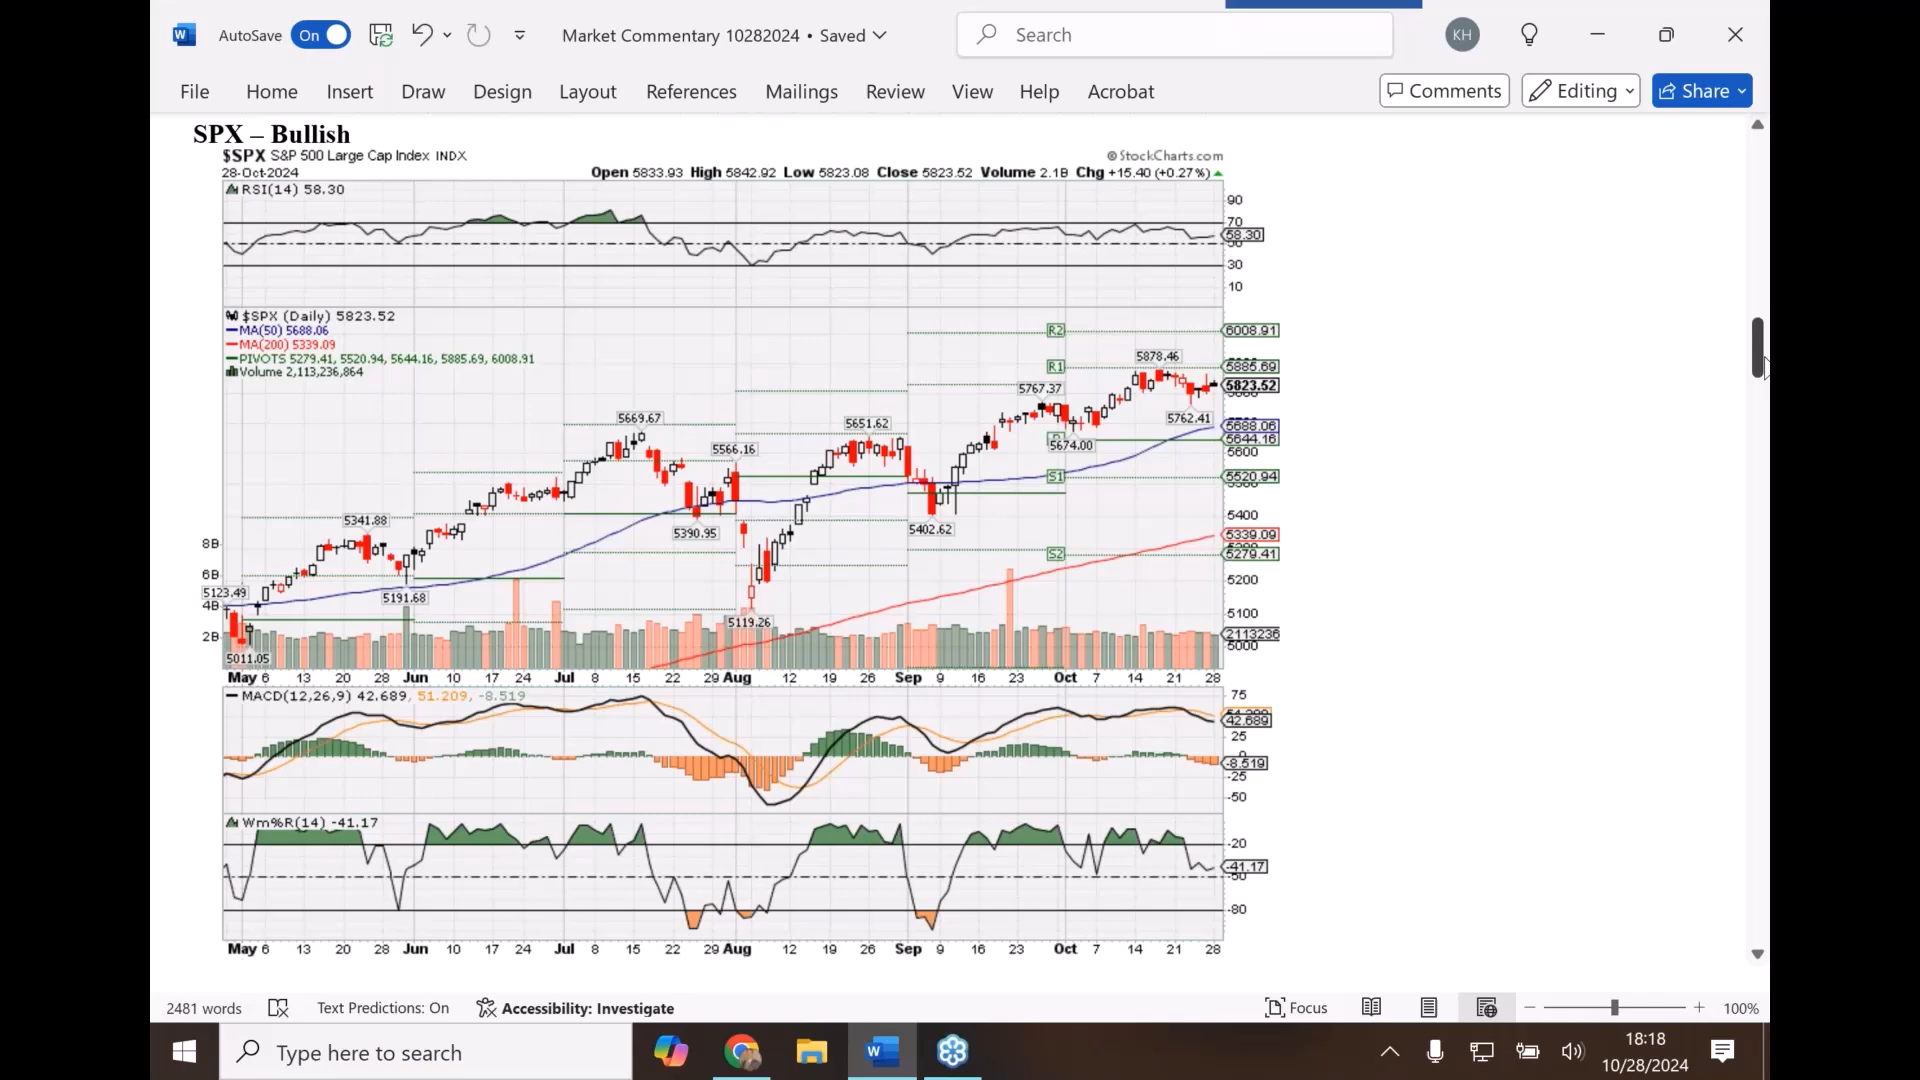 AutoSave On Market Commentary 10282024 • Saved Search KH
File Home Insert Draw Design Layout References Mailings Review View Help Acrobat Comments Editing Share
SPX – Bullish
$SPX S&P 500 Large Cap Index INDX © StockCharts.com
28-Oct-2024 Open 5833.93 High 5842.92 Low 5823.08 Close 5823.52 Volume 2.1B Chg +15.40 (+0.27%)
RSI(14) 58.30
90
70
58.30
50
30
10
$SPX (Daily) 5823.52
MA(50) 5688.06
MA(200) 5339.09
PIVOTS 5279.41, 5520.94, 5644.16, 5885.69, 6008.91
Volume 2,113,236,864
R2 6008.91
5878.46
R1 5885.69
5767.37 5823.52
5669.67 5651.62 5762.41
5688.06
5674.00 5644.16
5566.16 5600
S1 5520.94
5341.88 5390.95 5402.62 5400
5339.09
8B S2 5279.41
6B 5200
5123.49 5191.68
4B 5119.26 5100
2B 2113236
5011.05 5000
May 6 13 20 28 Jun 10 17 24 Jul 8 15 22 29 Aug 12 19 26 Sep 9 16 23 Oct 7 14 21 28
MACD(12,26,9) 42.689, 51.209, -8.519
75
42.689
25
0
-8.519
-25
-50
Wm%R(14) -41.17
-20
-41.17
-50
-80
May 6 13 20 28 Jun 10 17 24 Jul 8 15 22 29 Aug 12 19 26 Sep 9 16 23 Oct 7 14 21 28
2481 words Text Predictions: On Accessibility: Investigate Focus 100%
Type here to search 18:18
10/28/2024